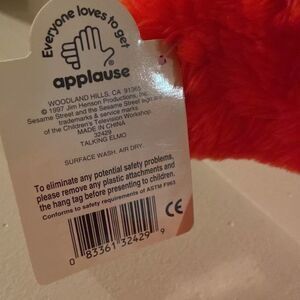 Everyone loves to get
applause
WOODLAND HILLS, CA 91365
© 1997 Jim Henson Productions, Inc.
Sesame Street and the Sesame Street sign are
trademarks & service marks
of the Children's Television Workshop.
MADE IN CHINA
32429
TALKING ELMO
SURFACE WASH. AIR DRY.
To eliminate any potential safety problems,
please remove any plastic attachments and
the hang tag before presenting to children.
Conforms to safety requirements of ASTM F963
CE
0 83361 32429 9